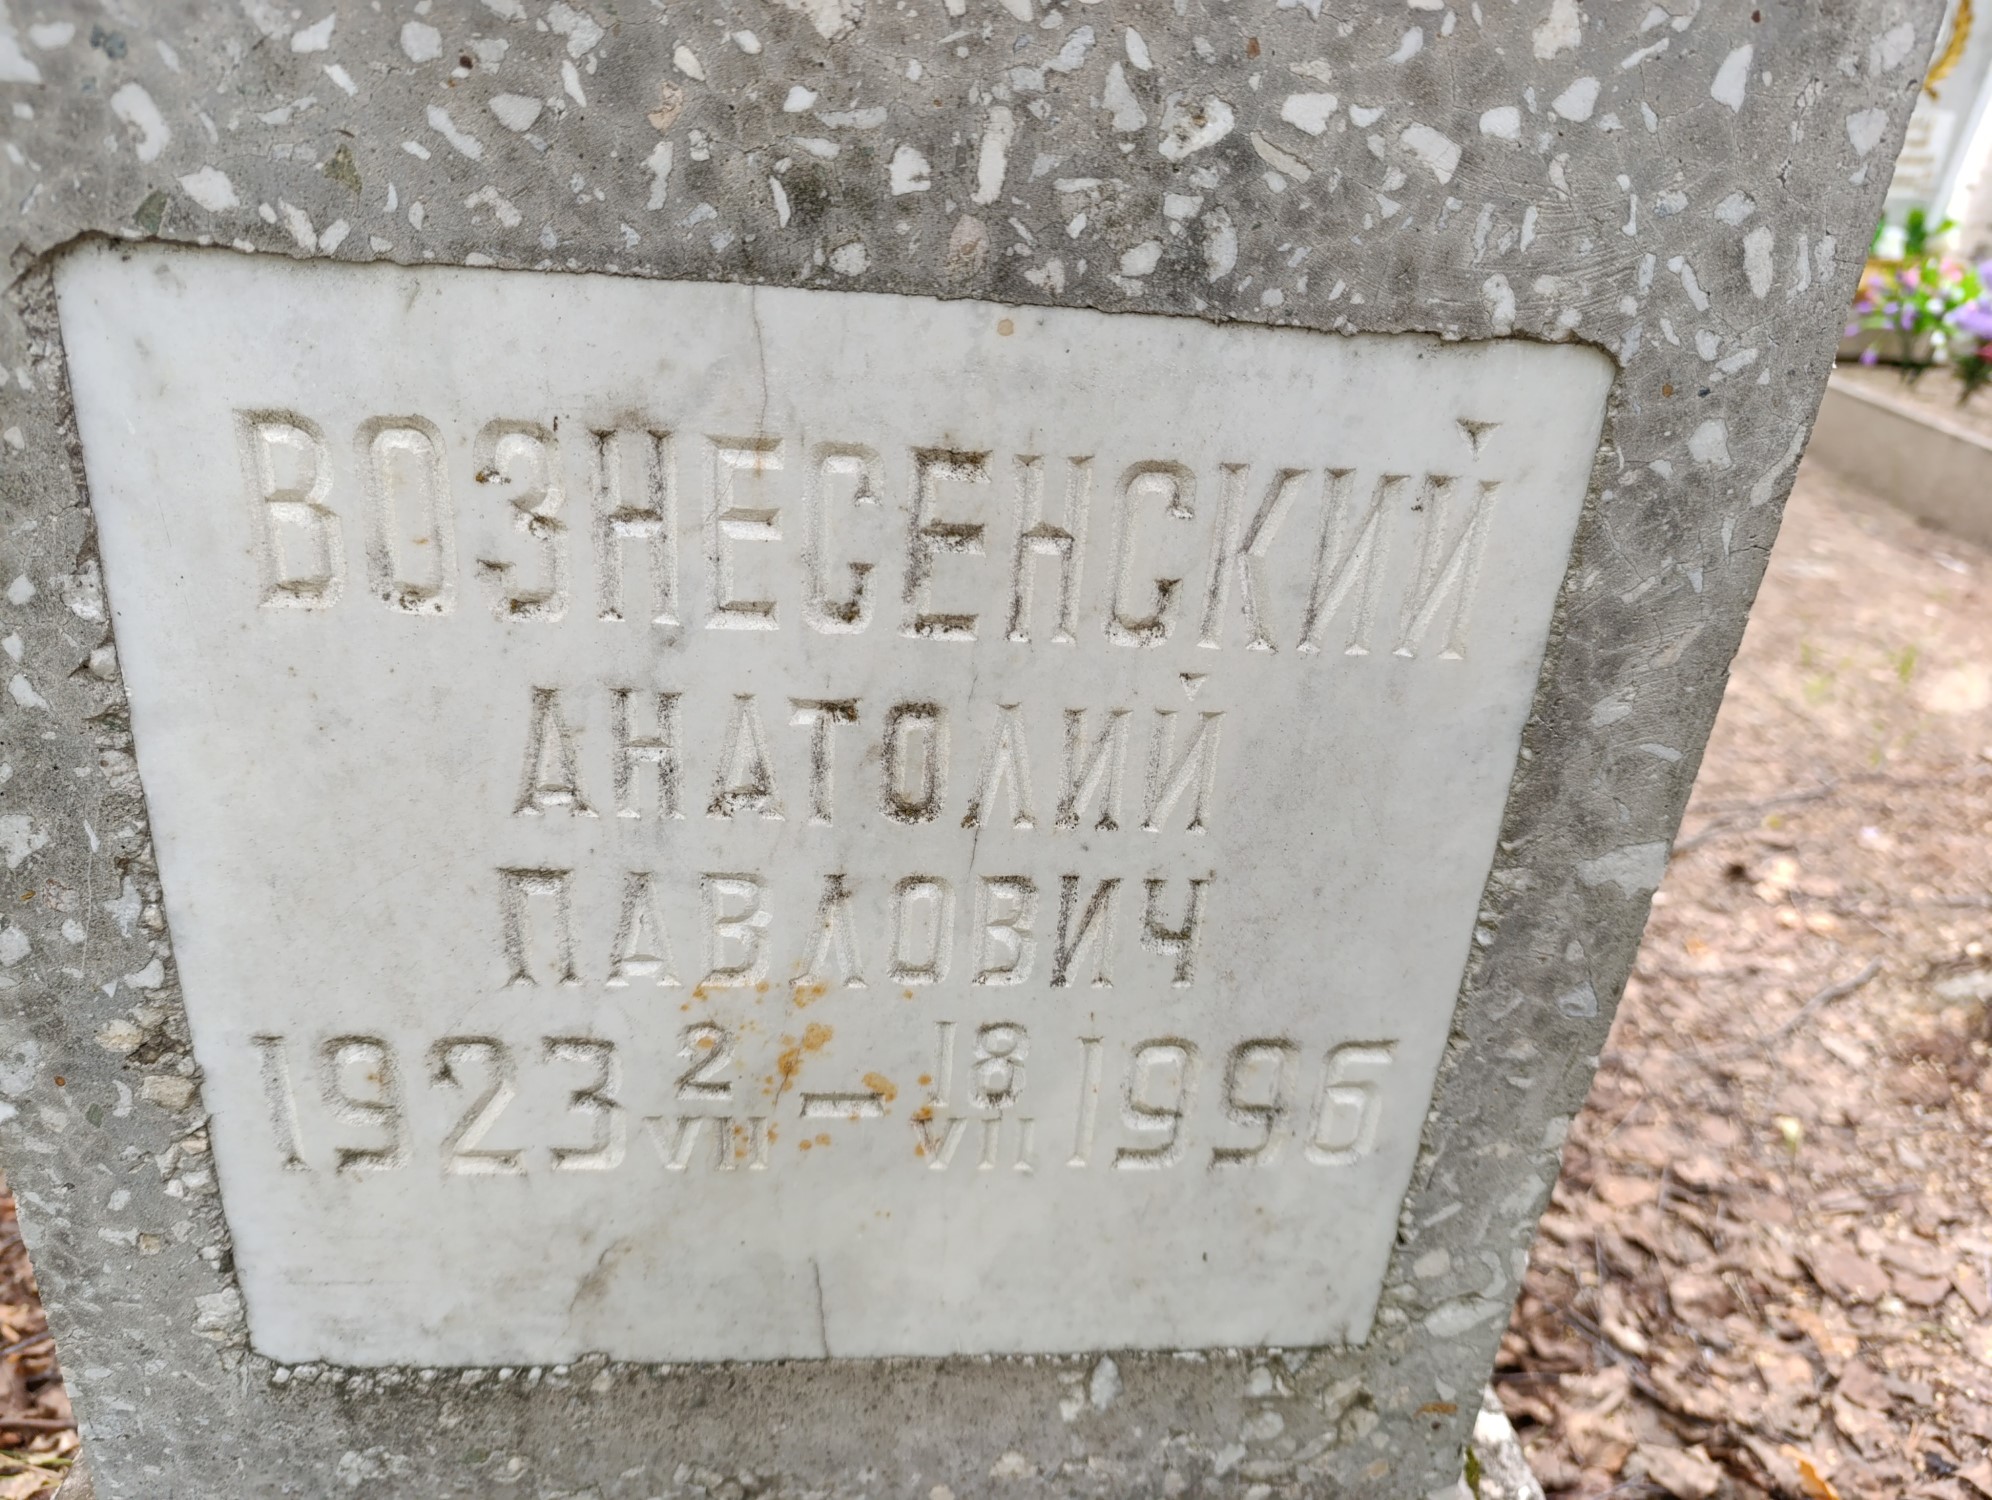 ВОЗНЕСЕНСКИЙ
АНАТОЛИЙ
ПАВЛОВИЧ
1923 2/VII – 18/VII 1996